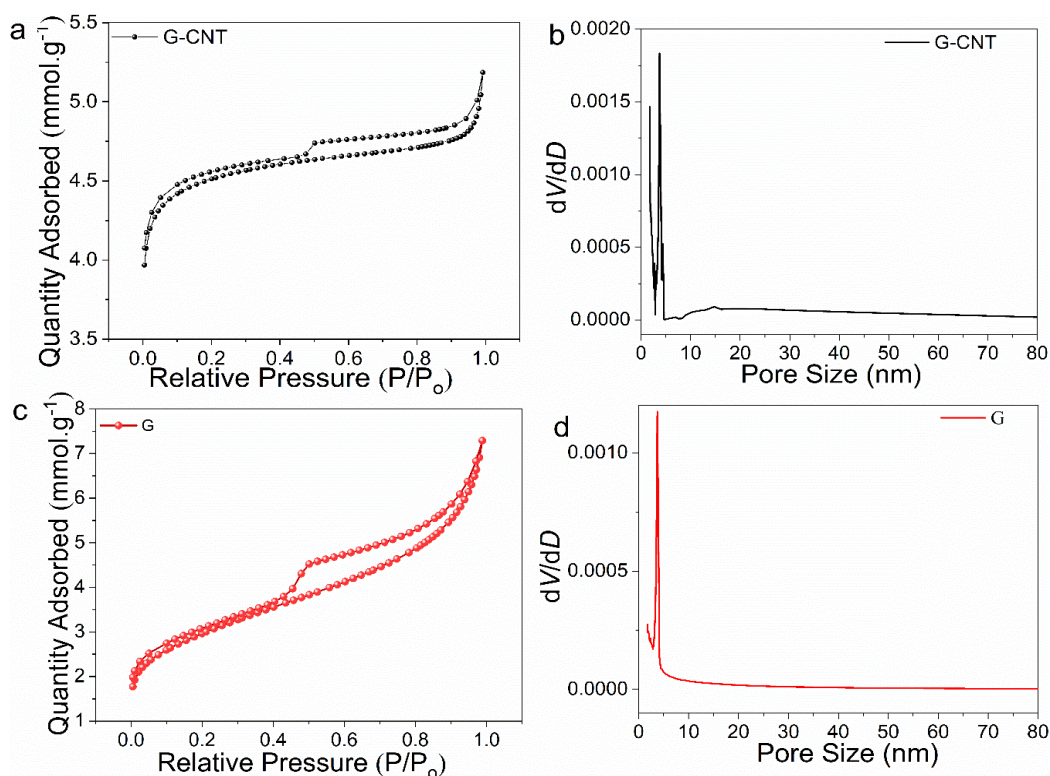 a
G-CNT
5.5
5.0
4.5
4.0
3.5
Quantity Adsorbed (mmol.g⁻¹)
0.0 0.2 0.4 0.6 0.8 1.0
Relative Pressure (P/Pₒ)
b
G-CNT
0.0020
0.0015
0.0010
0.0005
0.0000
dV/dD
0 10 20 30 40 50 60 70 80
Pore Size (nm)
c
G
8
7
6
5
4
3
2
1
Quantity Adsorbed (mmol.g⁻¹)
0.0 0.2 0.4 0.6 0.8 1.0
Relative Pressure (P/Pₒ)
d
G
0.0010
0.0005
0.0000
dV/dD
0 10 20 30 40 50 60 70 80
Pore Size (nm)